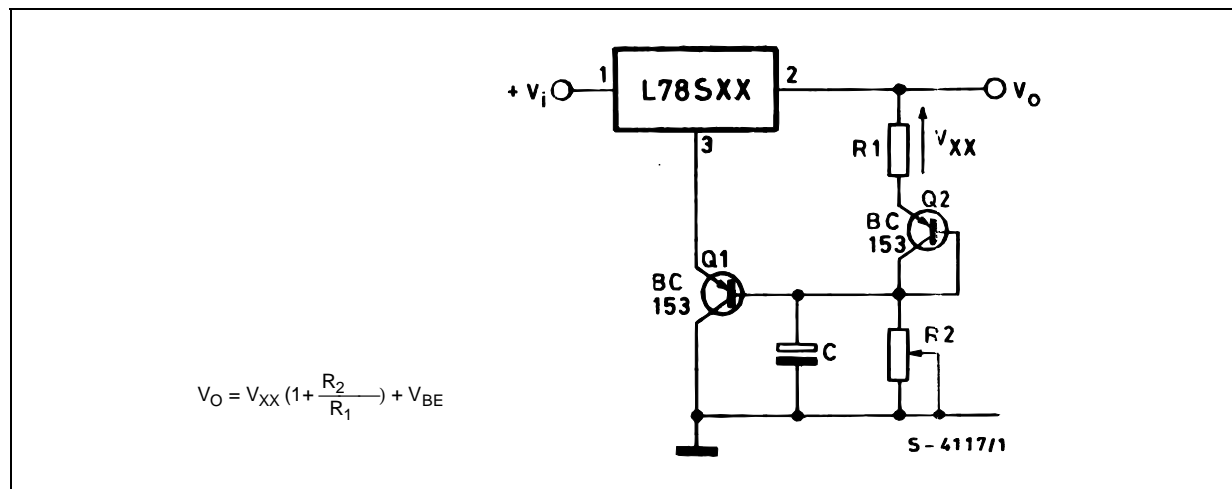 L78SXX
1
2
3
+ Vi
Vo
R1
VXX
Q2
BC
153
Q1
BC
153
C
R2
VO = VXX (1+ R2
R1
) + VBE
S-4117/1